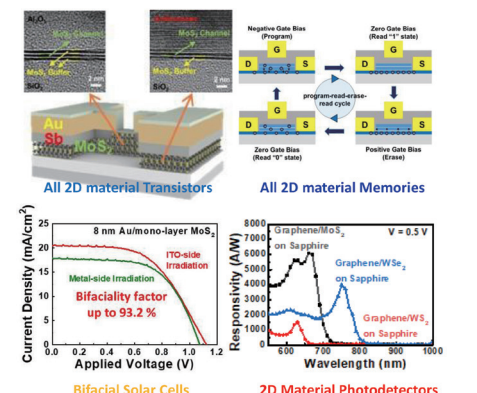 Al₂O₃
MoS₂ Channel
MoS₂ Buffer
SiO₂
2 nm
MoS₂ Channel
MoS₂ Buffer
SiO₂
2 nm
Au
Sb
MoS₂
All 2D material Transistors
Negative Gate Bias
(Program)
G
D
S
Zero Gate Bias
(Read "1" state)
G
D
S
program-read-erase-
read cycle
G
D
S
Zero Gate Bias
(Read "0" state)
G
D
S
Positive Gate Bias
(Erase)
All 2D material Memories
8 nm Au/mono-layer MoS₂
ITO-side
Irradiation
Metal-side Irradiation
Bifaciality factor
up to 93.2 %
Current Density (mA/cm²)
25
20
15
10
5
0
0.0 0.2 0.4 0.6 0.8 1.0 1.2
Applied Voltage (V)
Bifacial Solar Cells
Responsivity (A/W)
8000
7000
6000
5000
4000
3000
2000
1000
0
Graphene/MoS₂
on Sapphire
V = 0.5 V
Graphene/WSe₂
on Sapphire
Graphene/WS₂
on Sapphire
600 700 800 900 1000
Wavelength (nm)
2D Material Photodetectors